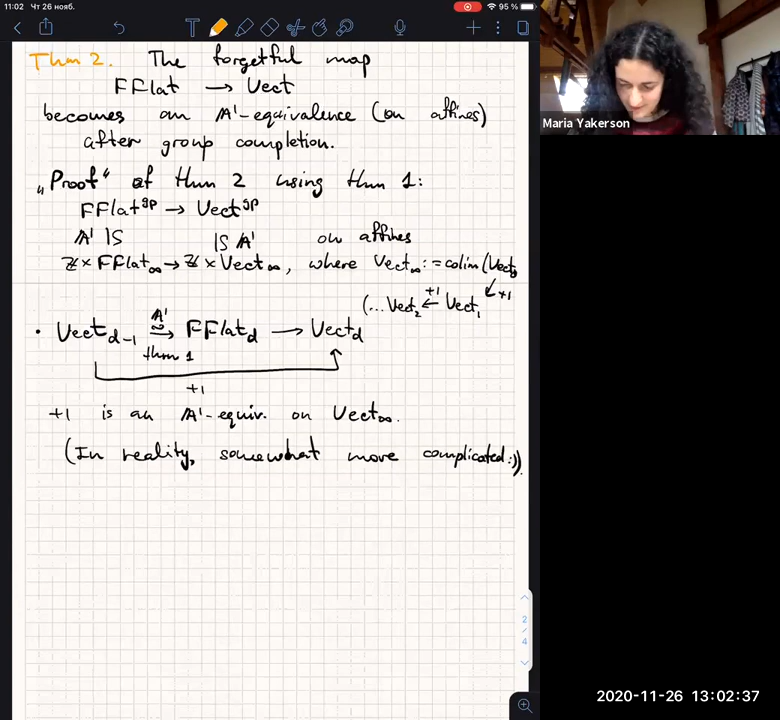 11:02 Чт 26 нояб.
95 %
Thm 2. The forgetful map
FFlat → Vect
becomes an A¹-equivalence (on affines)
after group completion.
„Proof“ of thm 2 using thm 1:
FFlat^gp → Vect^gp
A¹ IS IS A¹ on affines
Z × FFlat∞ → Z × Vect∞, where Vect∞ := colim (Vect₀
↙+1
(... Vect₂ ←+1 Vect₁
• Vect_{d-1} →^{A¹ ∼} FFlat_d → Vect_d
thm 1
+1
+1 is an A¹-equiv. on Vect∞.
(In reality, somewhat more complicated :)).
Maria Yakerson
2
/
4
2020-11-26 13:02:37